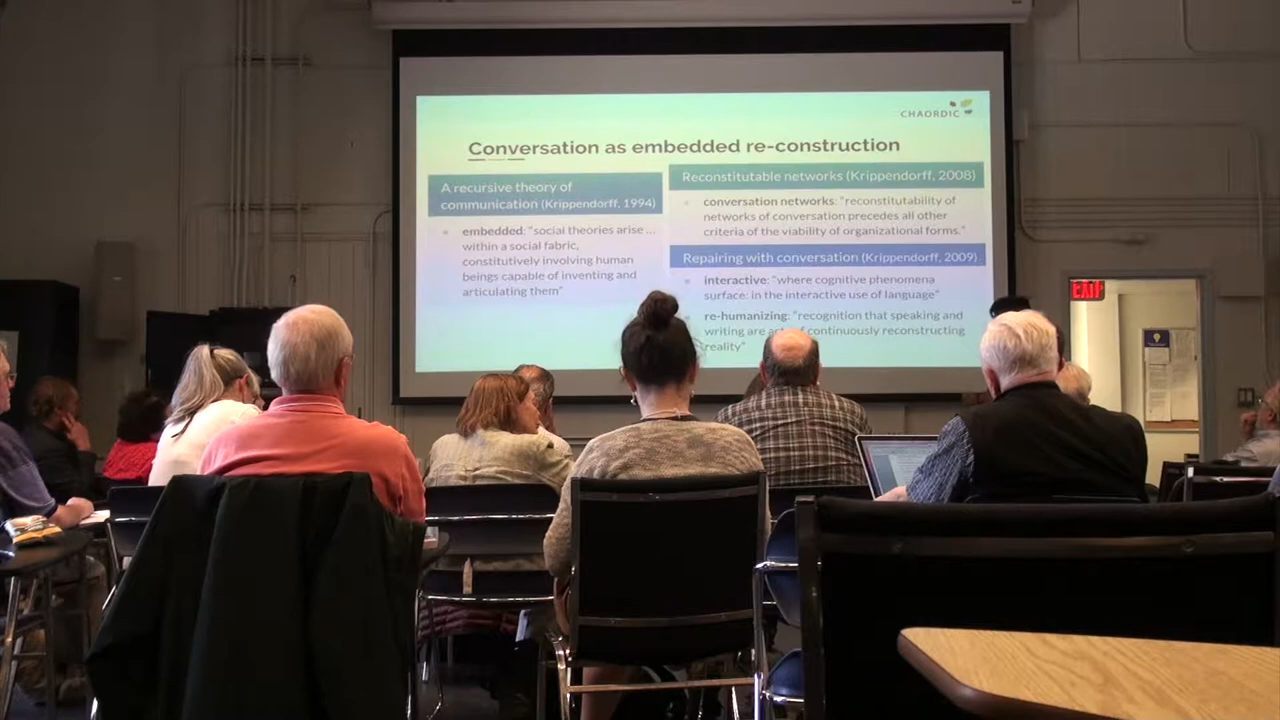 CHAORDIC
Conversation as embedded re-construction
A recursive theory of
communication (Krippendorff, 1994)
embedded: "social theories arise ...
within a social fabric,
constitutively involving human
beings capable of inventing and
articulating them"
Reconstitutable networks (Krippendorff, 2008)
conversation networks: "reconstitutability of
networks of conversation precedes all other
criteria of the viability of organizational forms."
Repairing with conversation (Krippendorff, 2009)
interactive: "where cognitive phenomena
surface: in the interactive use of language"
re-humanizing: "recognition that speaking and
writing are of continuously reconstructing
reality"
EXIT